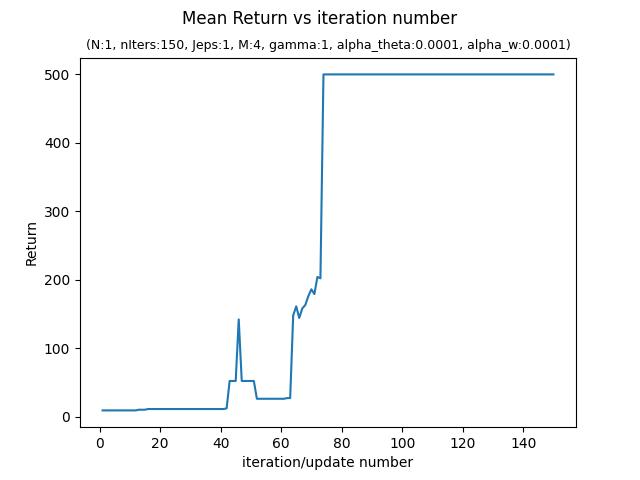 Mean Return vs iteration number
(N:1, nIters:150, Jeps:1, M:4, gamma:1, alpha_theta:0.0001, alpha_w:0.0001)
500
400
300
200
100
0
Return
0 20 40 60 80 100 120 140
iteration/update number